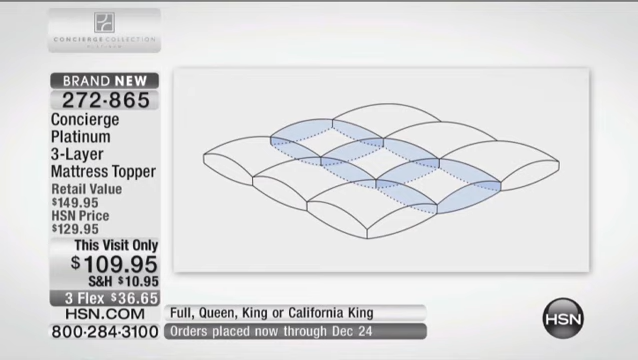 CONCIERGE COLLECTION
PLATINUM
BRAND NEW
272-865
Concierge
Platinum
3-Layer
Mattress Topper
Retail Value
$149.95
HSN Price
$129.95
This Visit Only
$109.95
S&H $10.95
3 Flex $36.65
HSN.COM
800-284-3100
Full, Queen, King or California King
Orders placed now through Dec 24
HSN